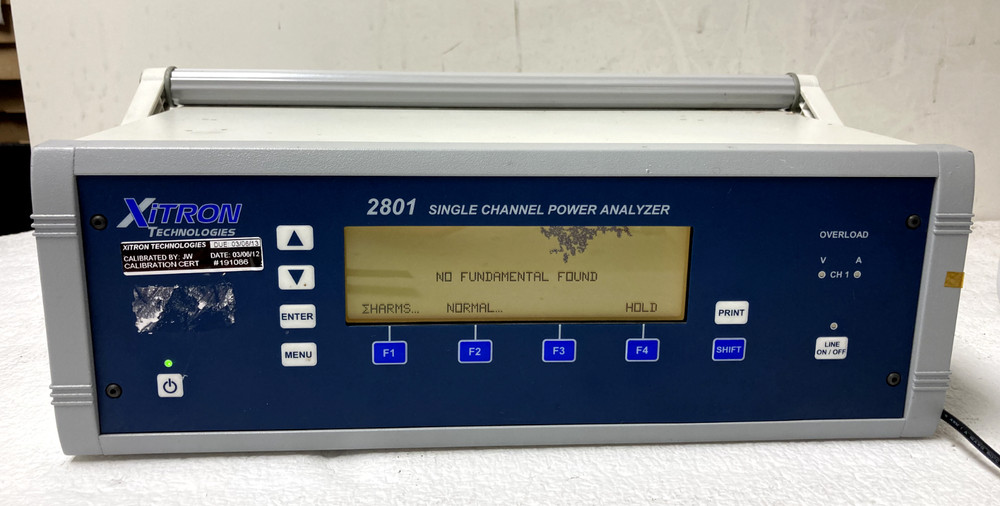 XiTRON
TECHNOLOGIES
XITRON TECHNOLOGIES DUE: 03/06/13
CALIBRATED BY: JW DATE: 03/06/12
CALIBRATION CERT #191086
2801 SINGLE CHANNEL POWER ANALYZER
NO FUNDAMENTAL FOUND
ΣHARMS... NORMAL... HOLD
ENTER
MENU
F1 F2 F3 F4
PRINT
SHIFT
OVERLOAD
V A
CH 1
LINE
ON / OFF